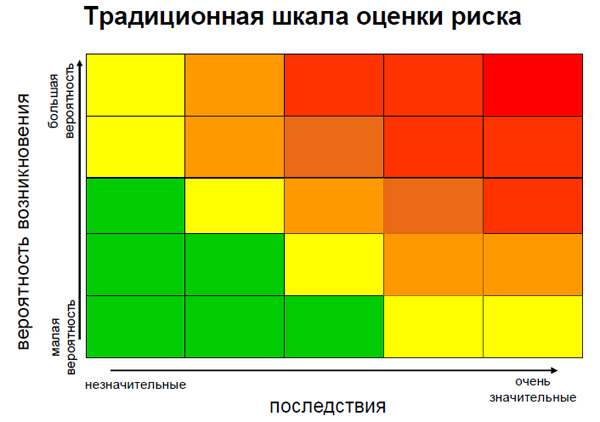 Традиционная шкала оценки риска
вероятность возникновения
большая
вероятность
малая
вероятность
незначительные
очень
значительные
последствия